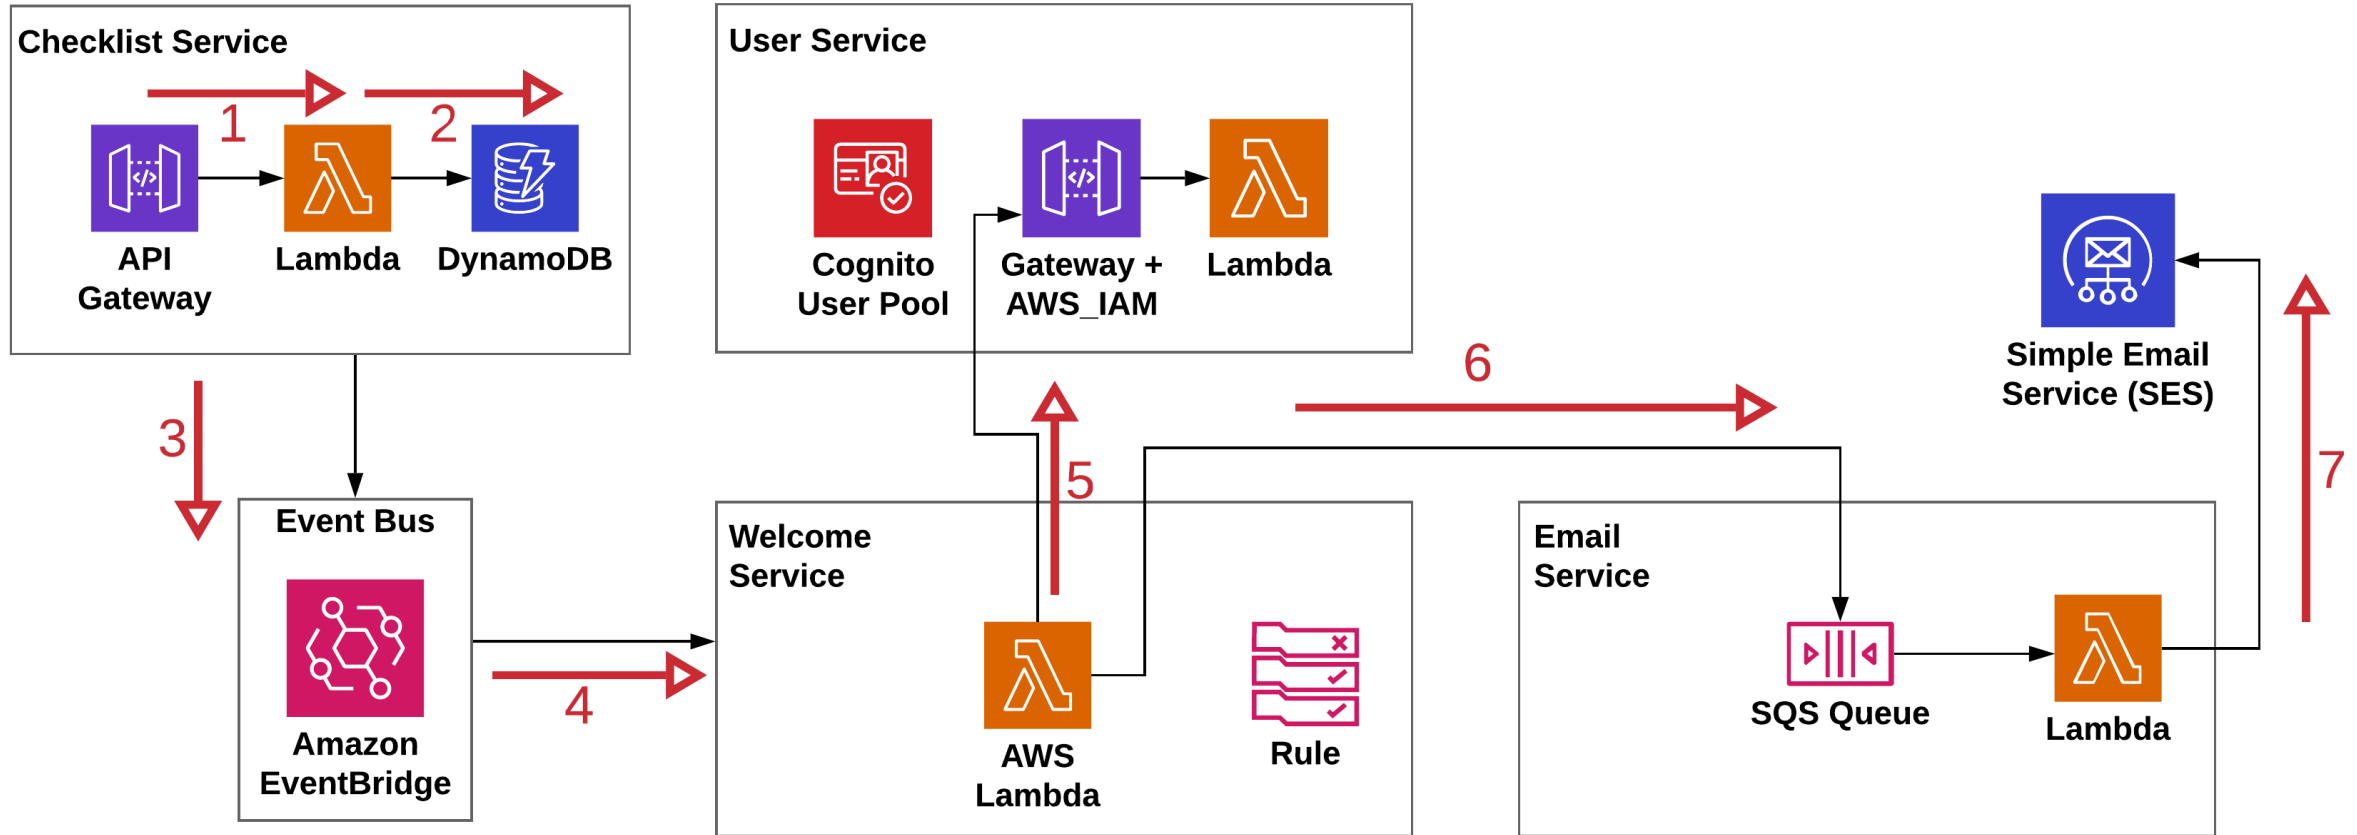 Checklist Service
1
2
API
Gateway
Lambda
DynamoDB
User Service
Cognito
User Pool
Gateway +
AWS_IAM
Lambda
Simple Email
Service (SES)
3
5
6
7
Event Bus
Amazon
EventBridge
4
Welcome
Service
AWS
Lambda
Rule
Email
Service
SQS Queue
Lambda